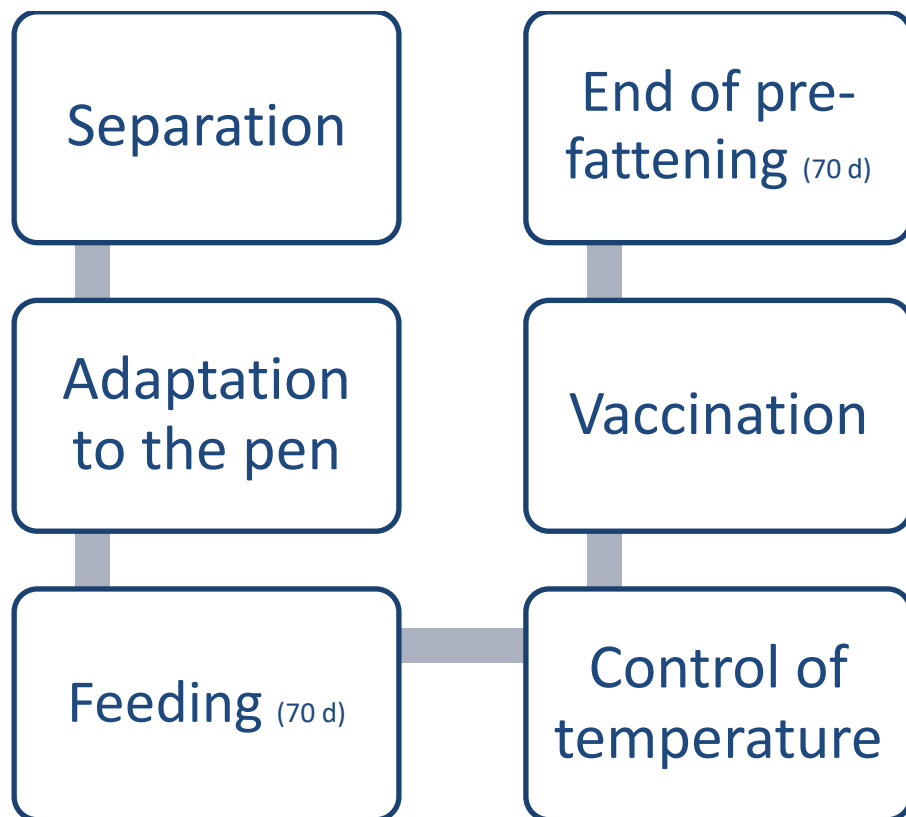 Separation
Adaptation
to the pen
Feeding (70 d)
Control of
temperature
Vaccination
End of pre-
fattening (70 d)